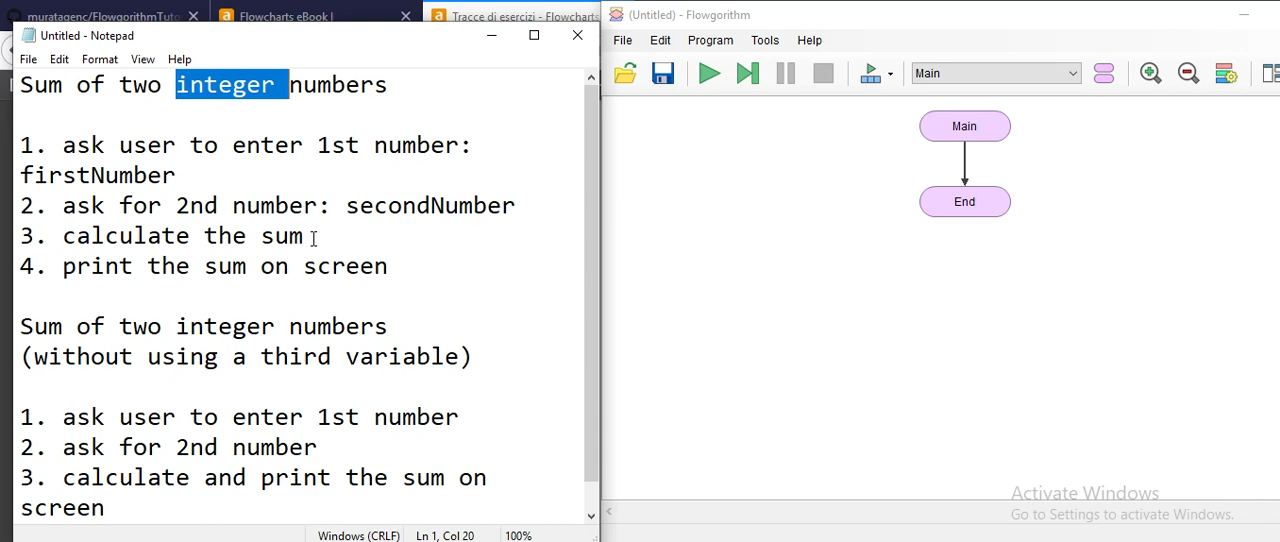 muratagenc/FlowgorithmTuto
Flowcharts eBook |
Tracce di esercizi - Flowcharts
Untitled - Notepad
File Edit Format View Help
Sum of two integer numbers
1. ask user to enter 1st number:
firstNumber
2. ask for 2nd number: secondNumber
3. calculate the sum
4. print the sum on screen
Sum of two integer numbers
(without using a third variable)
1. ask user to enter 1st number
2. ask for 2nd number
3. calculate and print the sum on
screen
Windows (CRLF) Ln 1, Col 20 100%
(Untitled) - Flowgorithm
File Edit Program Tools Help
Main
Main
End
Activate Windows
Go to Settings to activate Windows.